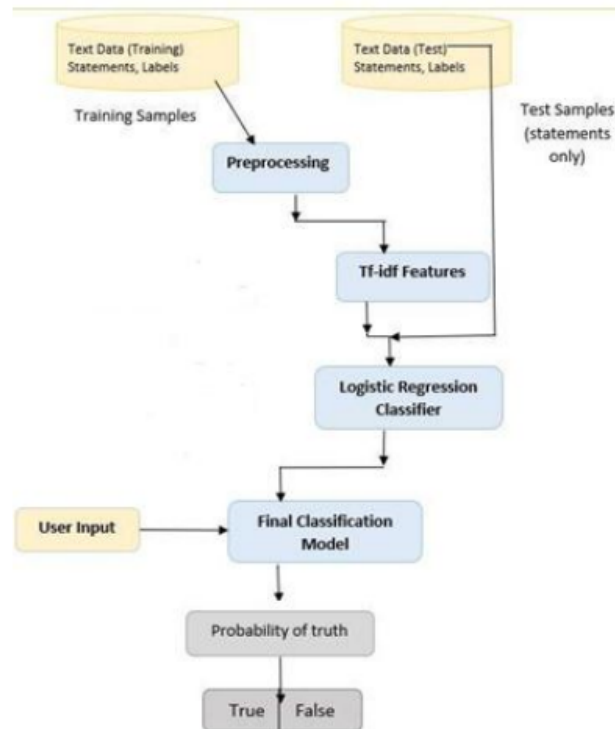 Text Data (Training)
Statements, Labels
Text Data (Test)
Statements, Labels
Training Samples
Test Samples
(statements
only)
Preprocessing
Tf-idf Features
Logistic Regression
Classifier
User Input
Final Classification
Model
Probability of truth
True
False